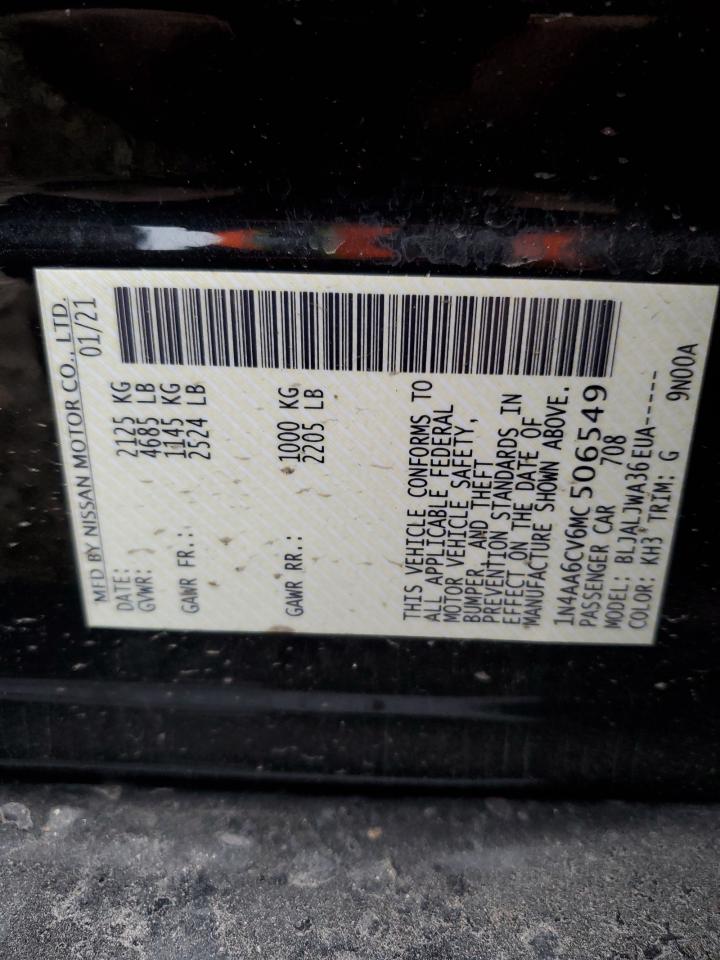 MFD BY NISSAN MOTOR CO., LTD.
DATE: 01/21
GVWR: 2125 KG
4685 LB
GAWR FR.: 1145 KG
2524 LB
GAWR RR.: 1000 KG
2205 LB
THIS VEHICLE CONFORMS TO
ALL APPLICABLE FEDERAL
MOTOR VEHICLE SAFETY,
BUMPER, AND THEFT
PREVENTION STANDARDS IN
EFFECT ON THE DATE OF
MANUFACTURE SHOWN ABOVE.
1N4AA6CV6MC506549
PASSENGER CAR 708
MODEL: BLJALJWA36EUA-----
COLOR: KH3 TRIM: G 9N00A